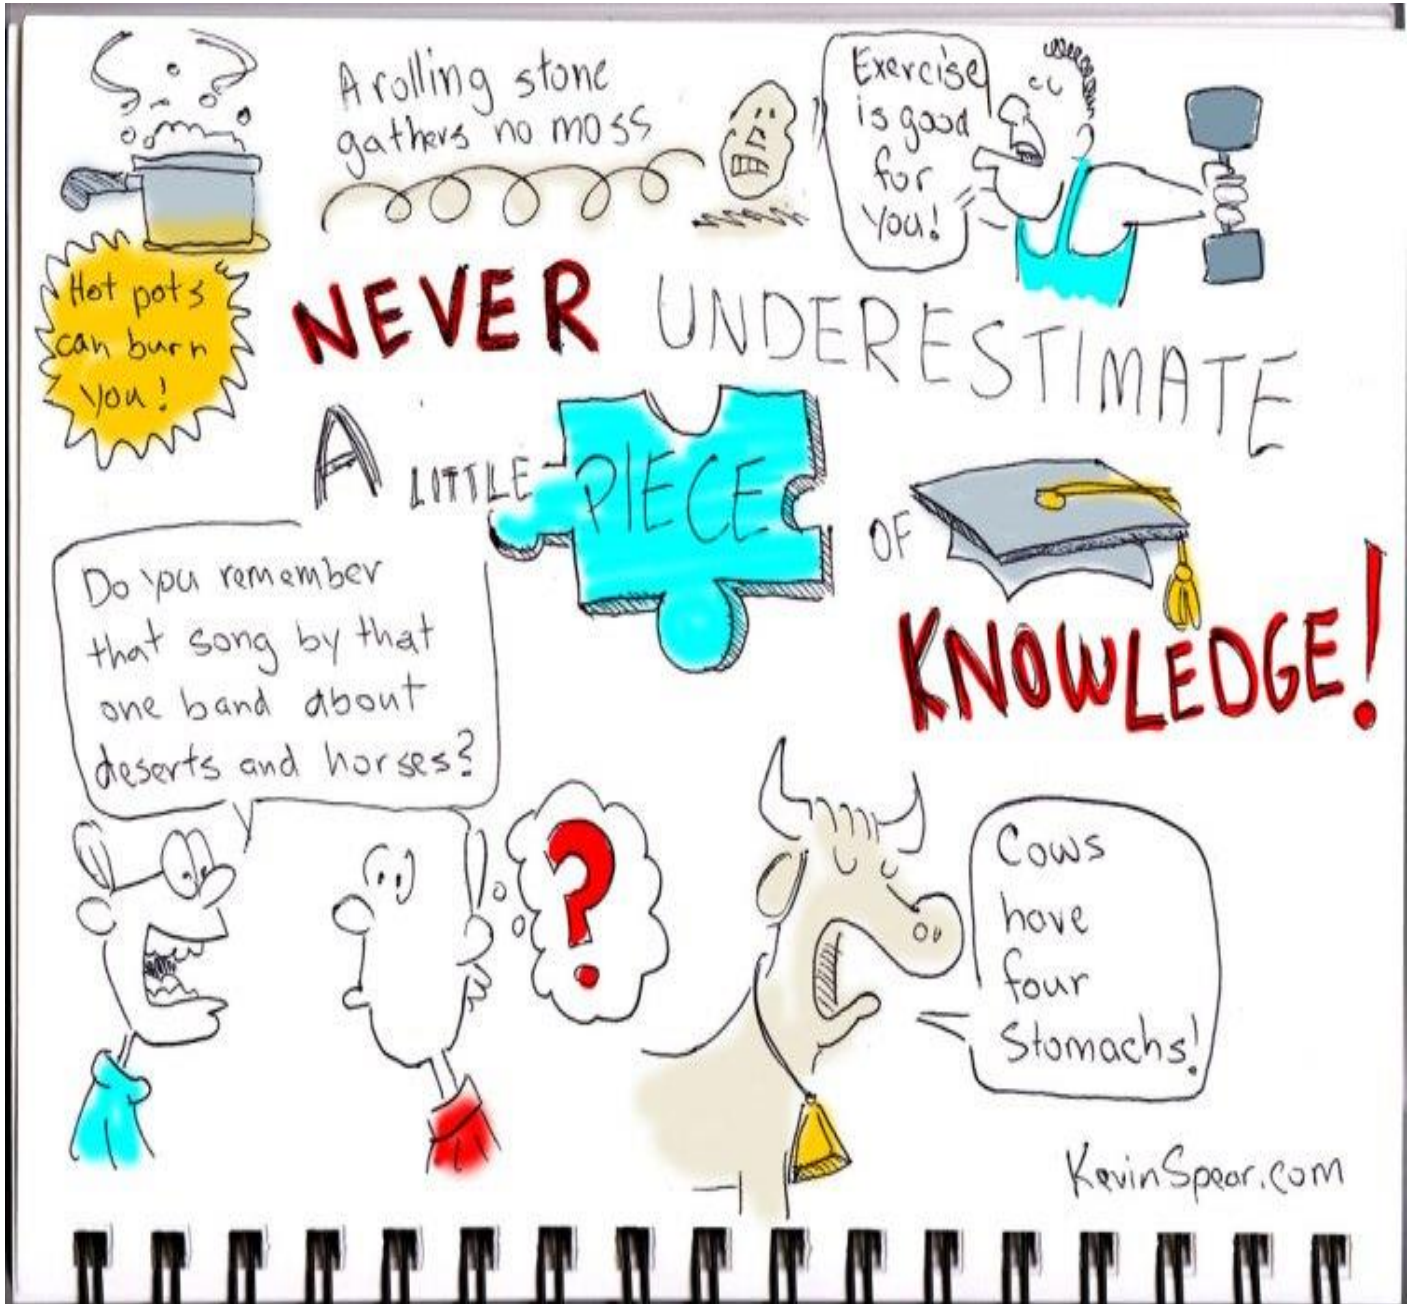 A rolling stone
gathers no moss
Exercise
is good
for
you!
Hot pots
can burn
you!
NEVER UNDERESTIMATE
A LITTLE PIECE OF
KNOWLEDGE!
Do you remember
that song by that
one band about
deserts and horses?
?
Cows
have
four
Stomachs!
KevinSpear.com